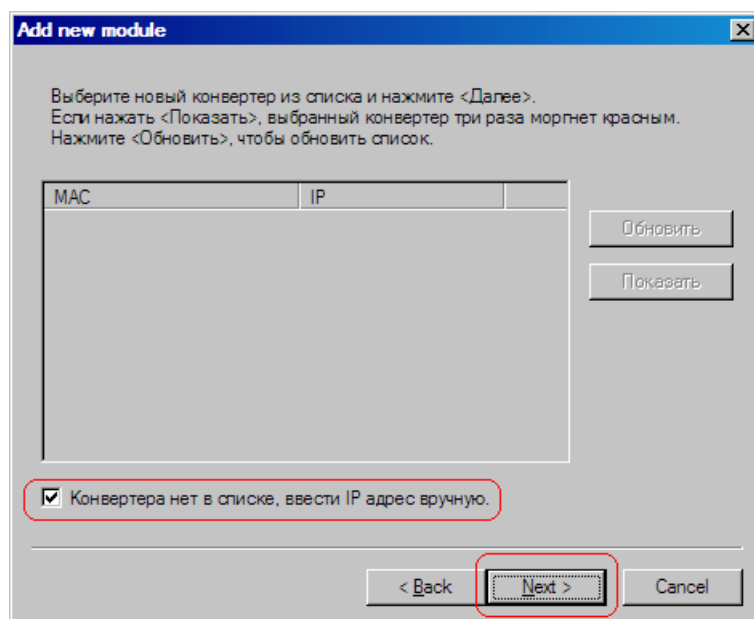 Add new module
Выберите новый конвертер из списка и нажмите <Далее>.
Если нажать <Показать>, выбранный конвертер три раза моргнет красным.
Нажмите <Обновить>, чтобы обновить список.
MAC IP
Обновить
Показать
Конвертера нет в списке, ввести IP адрес вручную.
< Back Next > Cancel